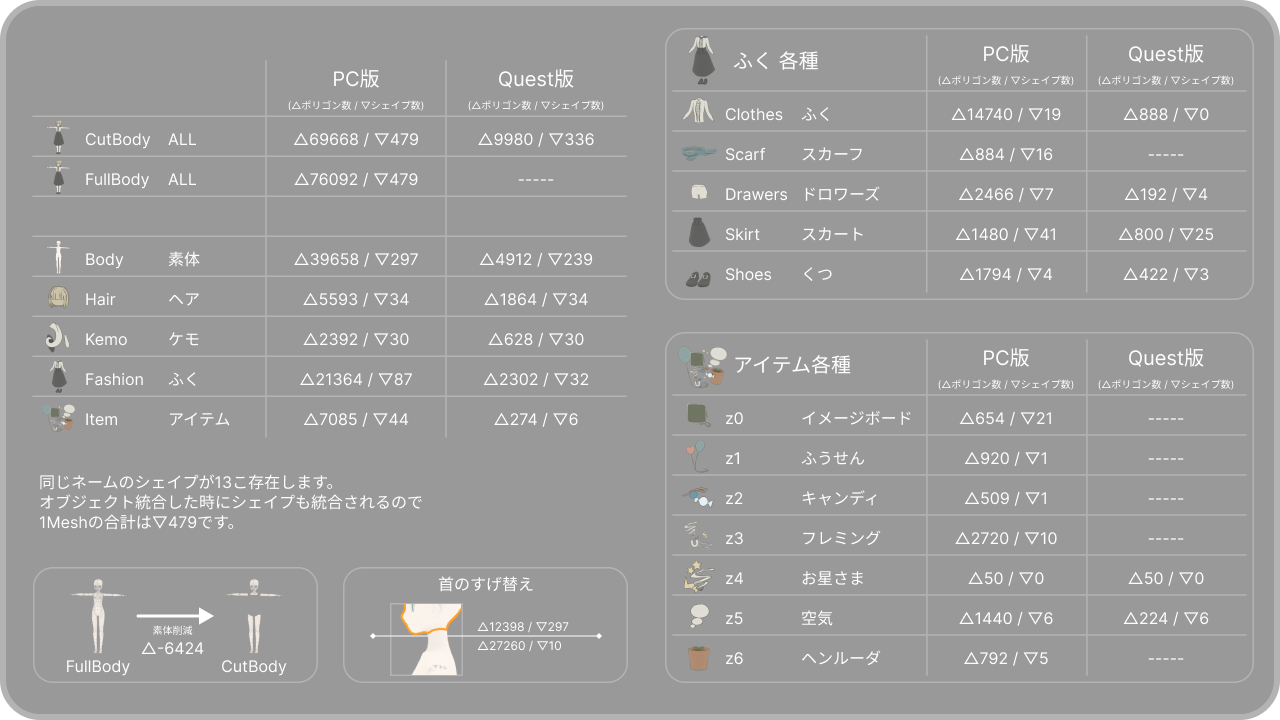 PC版 Quest版
(△ポリゴン数 / ▽シェイプ数) (△ポリゴン数 / ▽シェイプ数)
CutBody ALL △69668 / ▽479 △9980 / ▽336
FullBody ALL △76092 / ▽479 -----
Body 素体 △39658 / ▽297 △4912 / ▽239
Hair ヘア △5593 / ▽34 △1864 / ▽34
Kemo ケモ △2392 / ▽30 △628 / ▽30
Fashion ふく △21364 / ▽87 △2302 / ▽32
Item アイテム △7085 / ▽44 △274 / ▽6
同じネームのシェイプが13こ存在します。
オブジェクト統合した時にシェイプも統合されるので
1Meshの合計は▽479です。
素体削減
△-6424
FullBody CutBody
首のすげ替え
△12398 / ▽297
△27260 / ▽10
ふく 各種 PC版 Quest版
(△ポリゴン数 / ▽シェイプ数) (△ポリゴン数 / ▽シェイプ数)
Clothes ふく △14740 / ▽19 △888 / ▽0
Scarf スカーフ △884 / ▽16 -----
Drawers ドロワーズ △2466 / ▽7 △192 / ▽4
Skirt スカート △1480 / ▽41 △800 / ▽25
Shoes くつ △1794 / ▽4 △422 / ▽3
アイテム各種 PC版 Quest版
(△ポリゴン数 / ▽シェイプ数) (△ポリゴン数 / ▽シェイプ数)
z0 イメージボード △654 / ▽21 -----
z1 ふうせん △920 / ▽1 -----
z2 キャンディ △509 / ▽1 -----
z3 フレミング △2720 / ▽10 -----
z4 お星さま △50 / ▽0 △50 / ▽0
z5 空気 △1440 / ▽6 △224 / ▽6
z6 ヘンルーダ △792 / ▽5 -----